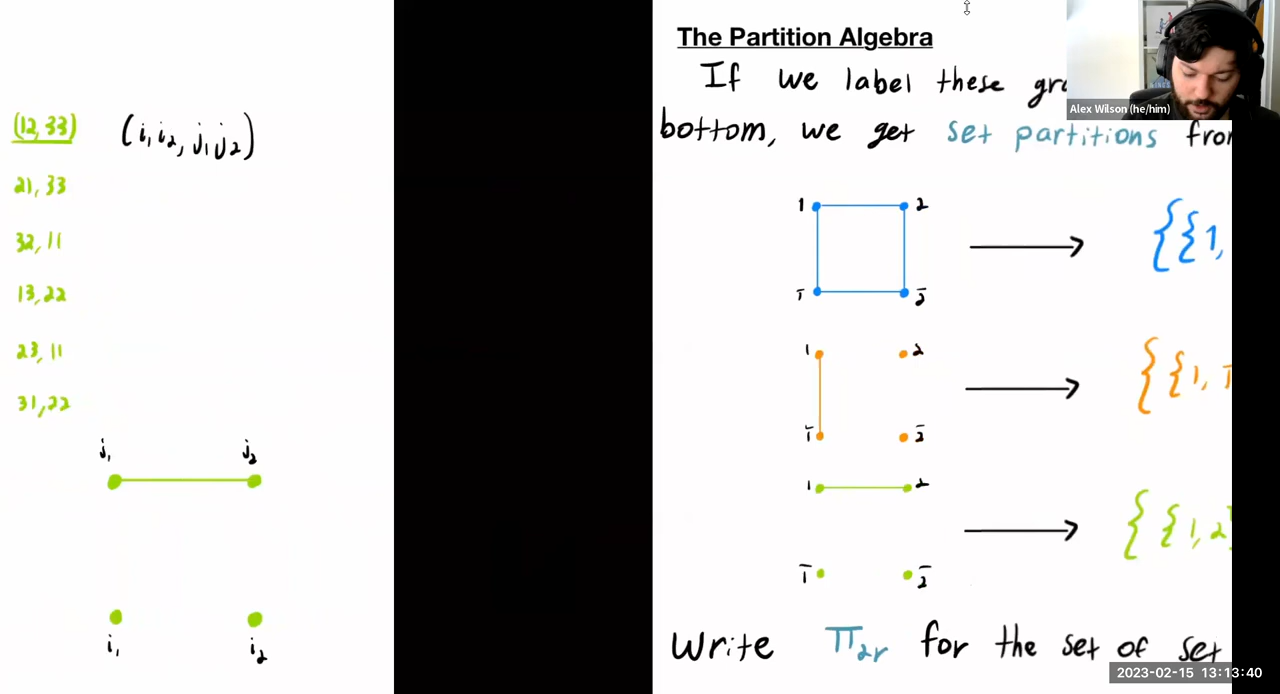 (12,33) (i₁i₂, j₁j₂)
21,33
32,11
13,22
23,11
31,22
j₁ j₂
i₁ i₂
The Partition Algebra
If we label these gr
bottom, we get set partitions from
1 2
{{1,
1̅ 2̅
1 2
{{1, 1̅
1̅ 2̅
1 2
{{1,2}
1̅ 2̅
Write Π₂ᵣ for the set of set
Alex Wilson (he/him)
2023-02-15 13:13:40